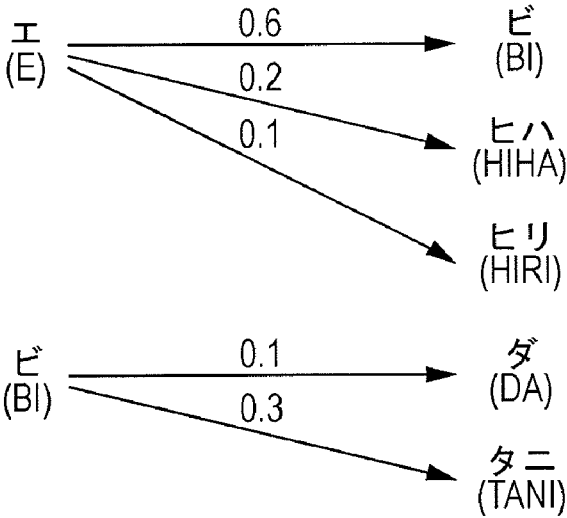 エ
(E)
0.6
ビ
(BI)
0.2
ヒハ
(HIHA)
0.1
ヒリ
(HIRI)
ビ
(BI)
0.1
ダ
(DA)
0.3
タニ
(TANI)